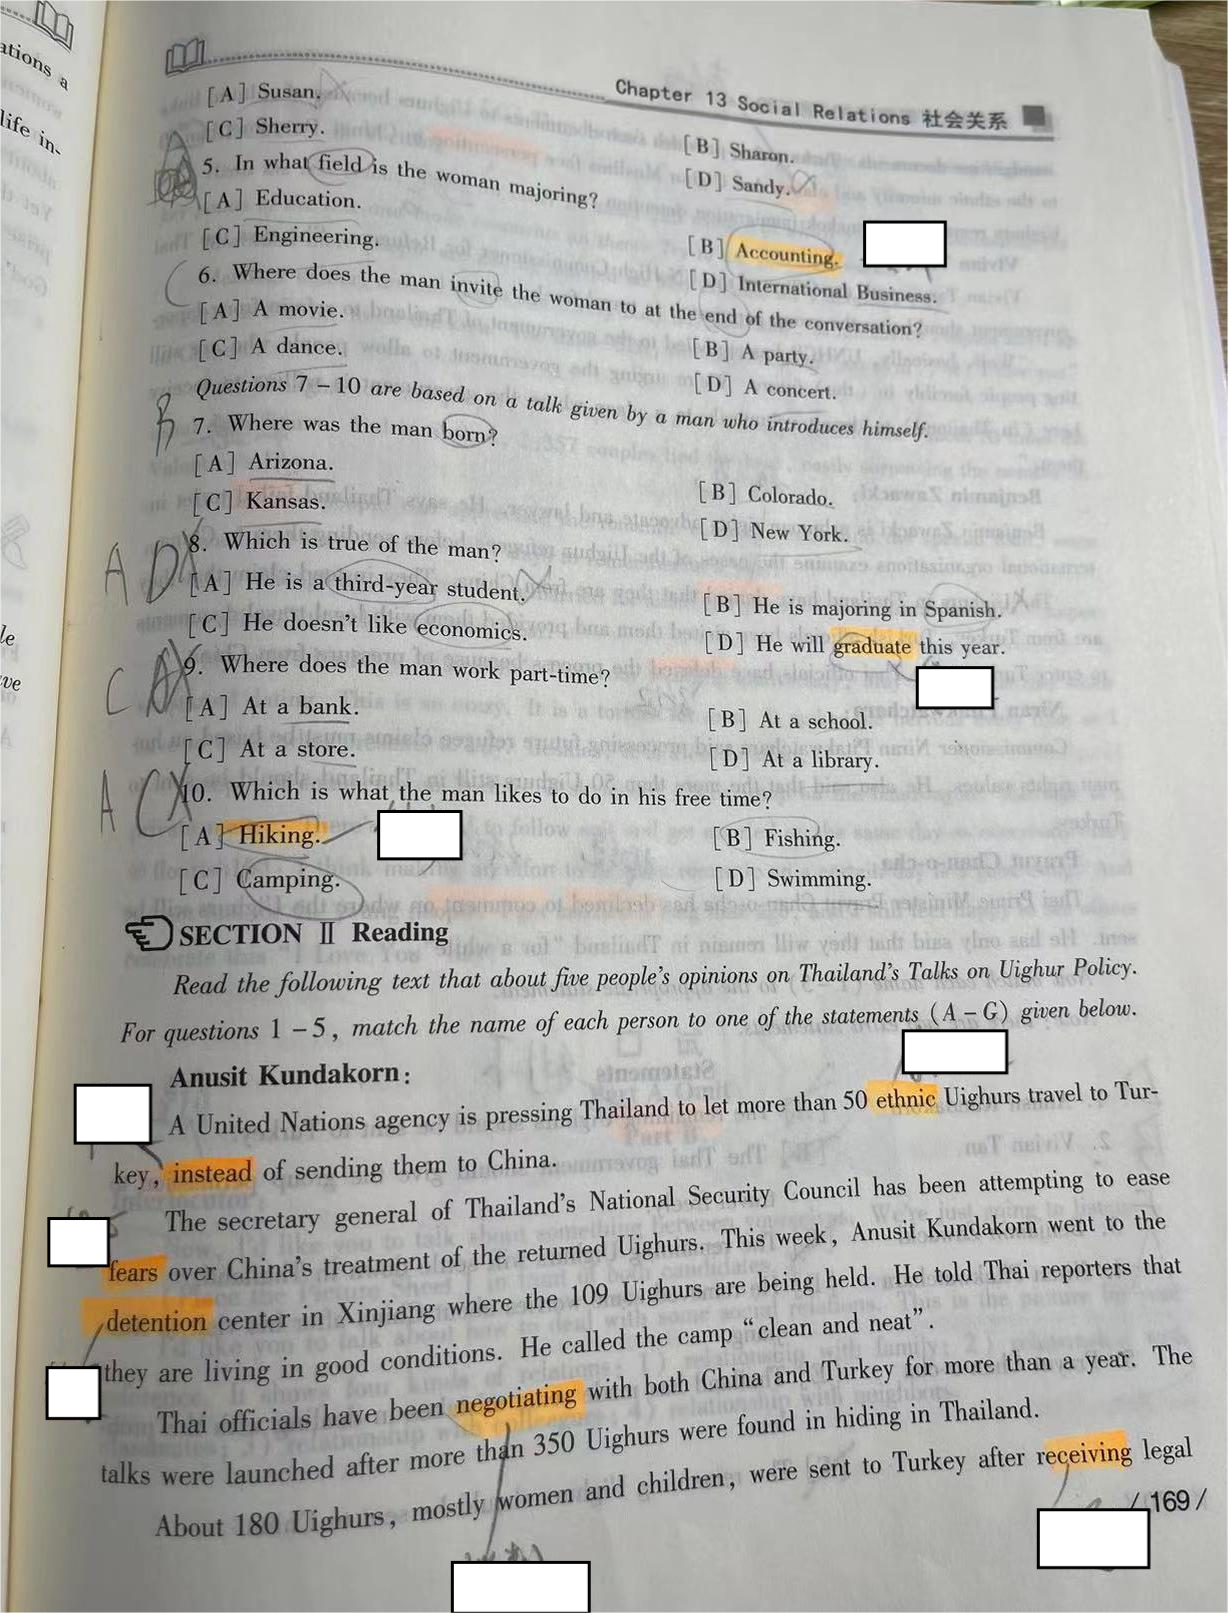 ations a
life in-
le
ve
Chapter 13 Social Relations 社会关系
[A] Susan.
[B] Sharon.
[C] Sherry.
[D] Sandy.
5. In what field is the woman majoring?
[A] Education.
[B] Accounting.
[C] Engineering.
[D] International Business.
6. Where does the man invite the woman to at the end of the conversation?
[A] A movie.
[B] A party.
[C] A dance.
[D] A concert.
Questions 7-10 are based on a talk given by a man who introduces himself.
7. Where was the man born?
[A] Arizona.
[B] Colorado.
[C] Kansas.
[D] New York.
8. Which is true of the man?
[A] He is a third-year student.
[B] He is majoring in Spanish.
[C] He doesn't like economics.
[D] He will graduate this year.
9. Where does the man work part-time?
[A] At a bank.
[B] At a school.
[C] At a store.
[D] At a library.
10. Which is what the man likes to do in his free time?
[A] Hiking.
[B] Fishing.
[C] Camping.
[D] Swimming.
SECTION Ⅱ Reading
Read the following text that about five people's opinions on Thailand's Talks on Uighur Policy.
For questions 1-5, match the name of each person to one of the statements (A-G) given below.
Anusit Kundakorn:
A United Nations agency is pressing Thailand to let more than 50 ethnic Uighurs travel to Tur-
key, instead of sending them to China.
The secretary general of Thailand's National Security Council has been attempting to ease
fears over China's treatment of the returned Uighurs. This week, Anusit Kundakorn went to the
detention center in Xinjiang where the 109 Uighurs are being held. He told Thai reporters that
they are living in good conditions. He called the camp "clean and neat".
Thai officials have been negotiating with both China and Turkey for more than a year. The
talks were launched after more than 350 Uighurs were found in hiding in Thailand.
About 180 Uighurs, mostly women and children, were sent to Turkey after receiving legal
/ 169 /